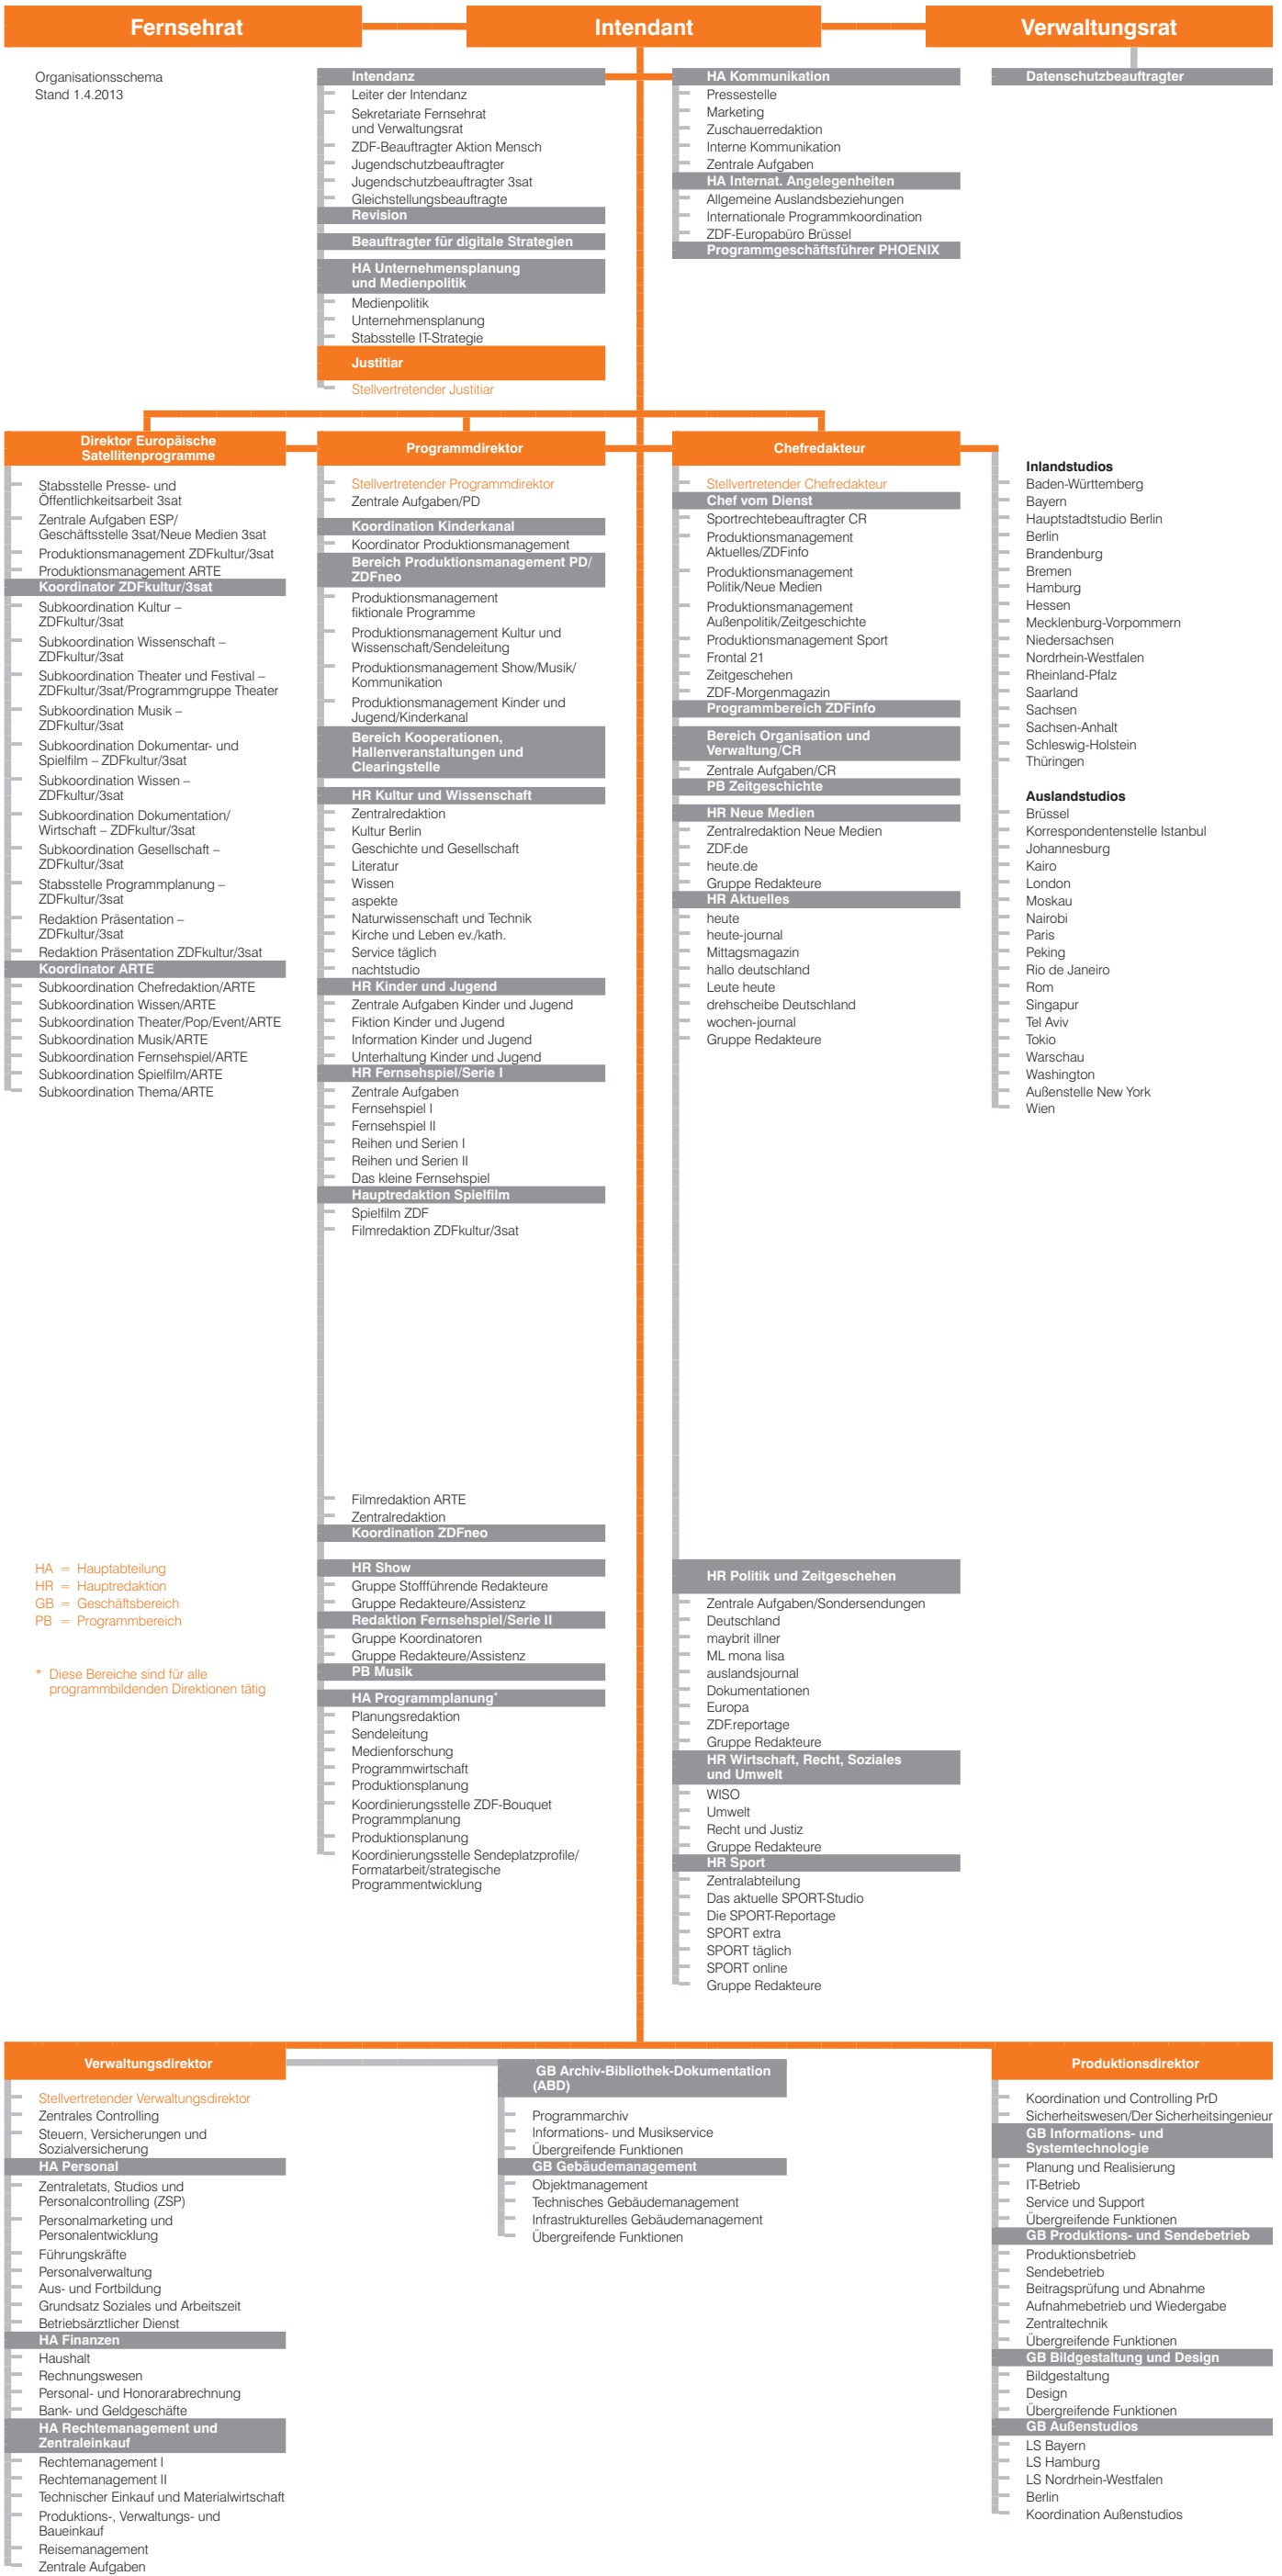 Fernsehrat
Intendant
Verwaltungsrat
Organisationsschema
Stand 1.4.2013
Intendanz
Leiter der Intendanz
Sekretariate Fernsehrat
und Verwaltungsrat
ZDF-Beauftragter Aktion Mensch
Jugendschutzbeauftragter
Jugendschutzbeauftragter 3sat
Gleichstellungsbeauftragte
Revision
Beauftragter für digitale Strategien
HA Unternehmensplanung
und Medienpolitik
Medienpolitik
Unternehmensplanung
Stabsstelle IT-Strategie
Justitiar
Stellvertretender Justitiar
HA Kommunikation
Pressestelle
Marketing
Zuschauerredaktion
Interne Kommunikation
Zentrale Aufgaben
HA Internat. Angelegenheiten
Allgemeine Auslandsbeziehungen
Internationale Programmkoordination
ZDF-Europabüro Brüssel
Programmgeschäftsführer PHOENIX
Datenschutzbeauftragter
Direktor Europäische
Satellitenprogramme
Stabsstelle Presse- und
Öffentlichkeitsarbeit 3sat
Zentrale Aufgaben ESP/
Geschäftsstelle 3sat/Neue Medien 3sat
Produktionsmanagement ZDFkultur/3sat
Produktionsmanagement ARTE
Koordinator ZDFkultur/3sat
Subkoordination Kultur –
ZDFkultur/3sat
Subkoordination Wissenschaft –
ZDFkultur/3sat
Subkoordination Theater und Festival –
ZDFkultur/3sat/Programmgruppe Theater
Subkoordination Musik –
ZDFkultur/3sat
Subkoordination Dokumentar- und
Spielfilm – ZDFkultur/3sat
Subkoordination Wissen –
ZDFkultur/3sat
Subkoordination Dokumentation/
Wirtschaft – ZDFkultur/3sat
Subkoordination Gesellschaft –
ZDFkultur/3sat
Stabsstelle Programmplanung –
ZDFkultur/3sat
Redaktion Präsentation –
ZDFkultur/3sat
Redaktion Präsentation ZDFkultur/3sat
Koordinator ARTE
Subkoordination Chefredaktion/ARTE
Subkoordination Wissen/ARTE
Subkoordination Theater/Pop/Event/ARTE
Subkoordination Musik/ARTE
Subkoordination Fernsehspiel/ARTE
Subkoordination Spielfilm/ARTE
Subkoordination Thema/ARTE
HA = Hauptabteilung
HR = Hauptredaktion
GB = Geschäftsbereich
PB = Programmbereich
* Diese Bereiche sind für alle
programmbildenden Direktionen tätig
Programmdirektor
Stellvertretender Programmdirektor
Zentrale Aufgaben/PD
Koordination Kinderkanal
Koordinator Produktionsmanagement
Bereich Produktionsmanagement PD/
ZDFneo
Produktionsmanagement
fiktionale Programme
Produktionsmanagement Kultur und
Wissenschaft/Sendeleitung
Produktionsmanagement Show/Musik/
Kommunikation
Produktionsmanagement Kinder und
Jugend/Kinderkanal
Bereich Kooperationen,
Hallenveranstaltungen und
Clearingstelle
HR Kultur und Wissenschaft
Zentralredaktion
Kultur Berlin
Geschichte und Gesellschaft
Literatur
Wissen
aspekte
Naturwissenschaft und Technik
Kirche und Leben ev./kath.
Service täglich
nachtstudio
HR Kinder und Jugend
Zentrale Aufgaben Kinder und Jugend
Fiktion Kinder und Jugend
Information Kinder und Jugend
Unterhaltung Kinder und Jugend
HR Fernsehspiel/Serie I
Zentrale Aufgaben
Fernsehspiel I
Fernsehspiel II
Reihen und Serien I
Reihen und Serien II
Das kleine Fernsehspiel
Hauptredaktion Spielfilm
Spielfilm ZDF
Filmredaktion ZDFkultur/3sat
Filmredaktion ARTE
Zentralredaktion
Koordination ZDFneo
HR Show
Gruppe Stoffführende Redakteure
Gruppe Redakteure/Assistenz
Redaktion Fernsehspiel/Serie II
Gruppe Koordinatoren
Gruppe Redakteure/Assistenz
PB Musik
HA Programmplanung*
Planungsredaktion
Sendeleitung
Medienforschung
Programmwirtschaft
Produktionsplanung
Koordinierungsstelle ZDF-Bouquet
Programmplanung
Produktionsplanung
Koordinierungsstelle Sendeplatzprofile/
Formatarbeit/strategische
Programmentwicklung
Chefredakteur
Stellvertretender Chefredakteur
Chef vom Dienst
Sportrechtebeauftragter CR
Produktionsmanagement
Aktuelles/ZDFinfo
Produktionsmanagement
Politik/Neue Medien
Produktionsmanagement
Außenpolitik/Zeitgeschichte
Produktionsmanagement Sport
Frontal 21
Zeitgeschehen
ZDF-Morgenmagazin
Programmbereich ZDFinfo
Bereich Organisation und
Verwaltung/CR
Zentrale Aufgaben/CR
PB Zeitgeschichte
HR Neue Medien
Zentralredaktion Neue Medien
ZDF.de
heute.de
Gruppe Redakteure
HR Aktuelles
heute
heute-journal
Mittagsmagazin
hallo deutschland
Leute heute
drehscheibe Deutschland
wochen-journal
Gruppe Redakteure
HR Politik und Zeitgeschehen
Zentrale Aufgaben/Sondersendungen
Deutschland
maybrit illner
ML mona lisa
auslandsjournal
Dokumentationen
Europa
ZDF.reportage
Gruppe Redakteure
HR Wirtschaft, Recht, Soziales
und Umwelt
WISO
Umwelt
Recht und Justiz
Gruppe Redakteure
HR Sport
Zentralabteilung
Das aktuelle SPORT-Studio
Die SPORT-Reportage
SPORT extra
SPORT täglich
SPORT online
Gruppe Redakteure
Inlandstudios
Baden-Württemberg
Bayern
Hauptstadtstudio Berlin
Berlin
Brandenburg
Bremen
Hamburg
Hessen
Mecklenburg-Vorpommern
Niedersachsen
Nordrhein-Westfalen
Rheinland-Pfalz
Saarland
Sachsen
Sachsen-Anhalt
Schleswig-Holstein
Thüringen
Auslandstudios
Brüssel
Korrespondentenstelle Istanbul
Johannesburg
Kairo
London
Moskau
Nairobi
Paris
Peking
Rio de Janeiro
Rom
Singapur
Tel Aviv
Tokio
Warschau
Washington
Außenstelle New York
Wien
Verwaltungsdirektor
Stellvertretender Verwaltungsdirektor
Zentrales Controlling
Steuern, Versicherungen und
Sozialversicherung
HA Personal
Zentraletats, Studios und
Personalcontrolling (ZSP)
Personalmarketing und
Personalentwicklung
Führungskräfte
Personalverwaltung
Aus- und Fortbildung
Grundsatz Soziales und Arbeitszeit
Betriebsärztlicher Dienst
HA Finanzen
Haushalt
Rechnungswesen
Personal- und Honorarabrechnung
Bank- und Geldgeschäfte
HA Rechtemanagement und
Zentraleinkauf
Rechtemanagement I
Rechtemanagement II
Technischer Einkauf und Materialwirtschaft
Produktions-, Verwaltungs- und
Baueinkauf
Reisemanagement
Zentrale Aufgaben
GB Archiv-Bibliothek-Dokumentation
(ABD)
Programmarchiv
Informations- und Musikservice
Übergreifende Funktionen
GB Gebäudemanagement
Objektmanagement
Technisches Gebäudemanagement
Infrastrukturelles Gebäudemanagement
Übergreifende Funktionen
Produktionsdirektor
Koordination und Controlling PrD
Sicherheitswesen/Der Sicherheitsingenieur
GB Informations- und
Systemtechnologie
Planung und Realisierung
IT-Betrieb
Service und Support
Übergreifende Funktionen
GB Produktions- und Sendebetrieb
Produktionsbetrieb
Sendebetrieb
Beitragsprüfung und Abnahme
Aufnahmebetrieb und Wiedergabe
Zentraltechnik
Übergreifende Funktionen
GB Bildgestaltung und Design
Bildgestaltung
Design
Übergreifende Funktionen
GB Außenstudios
LS Bayern
LS Hamburg
LS Nordrhein-Westfalen
Berlin
Koordination Außenstudios